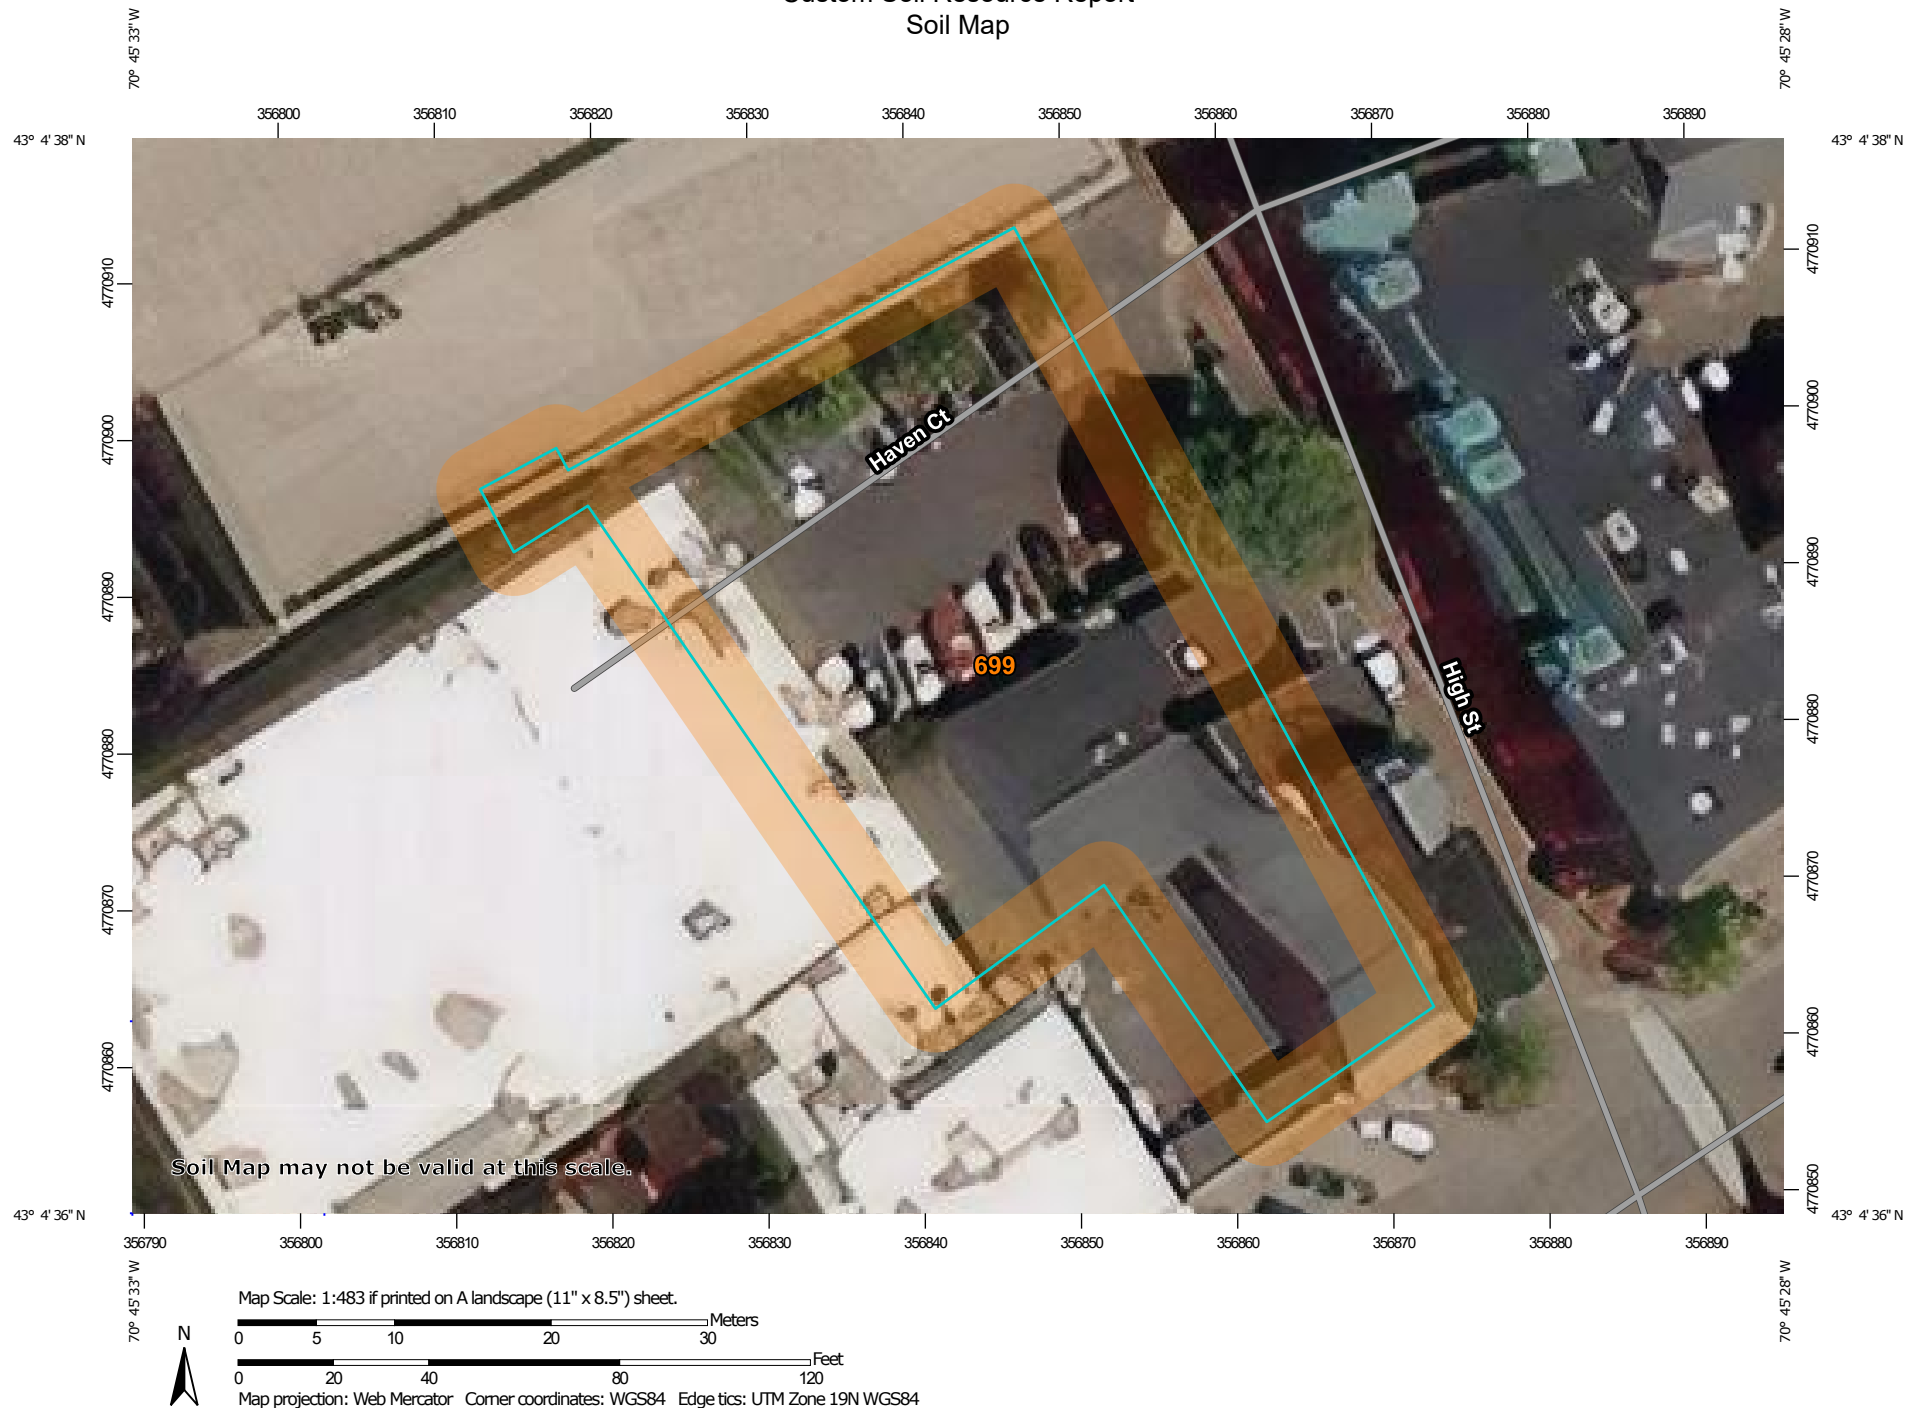 Custom Soil Resource Report
Soil Map
70° 45' 33'' W
70° 45' 28'' W
356800 356810 356820 356830 356840 356850 356860 356870 356880 356890
43° 4' 38'' N
43° 4' 38'' N
4770910
4770900
4770890
4770880
4770870
4770860
4770910
4770900
4770890
4770880
4770870
4770860
4770850
Haven Ct
699
High St
Soil Map may not be valid at this scale.
43° 4' 36'' N
43° 4' 36'' N
356790 356800 356810 356820 356830 356840 356850 356860 356870 356880 356890
70° 45' 33'' W
70° 45' 28'' W
Map Scale: 1:483 if printed on A landscape (11" x 8.5") sheet.
Meters
0 5 10 20 30
N
Feet
0 20 40 80 120
Map projection: Web Mercator Corner coordinates: WGS84 Edge tics: UTM Zone 19N WGS84